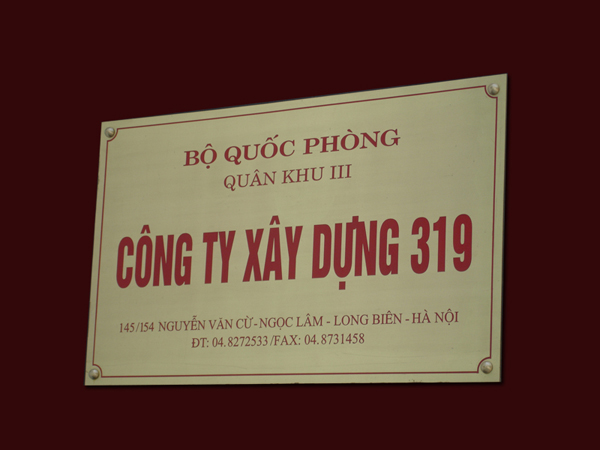 BỘ QUỐC PHÒNG
QUÂN KHU III
CÔNG TY XÂY DỰNG 319
145/154 NGUYỄN VĂN CỪ - NGỌC LÂM - LONG BIÊN - HÀ NỘI
ĐT: 04.8272533/FAX: 04.8731458